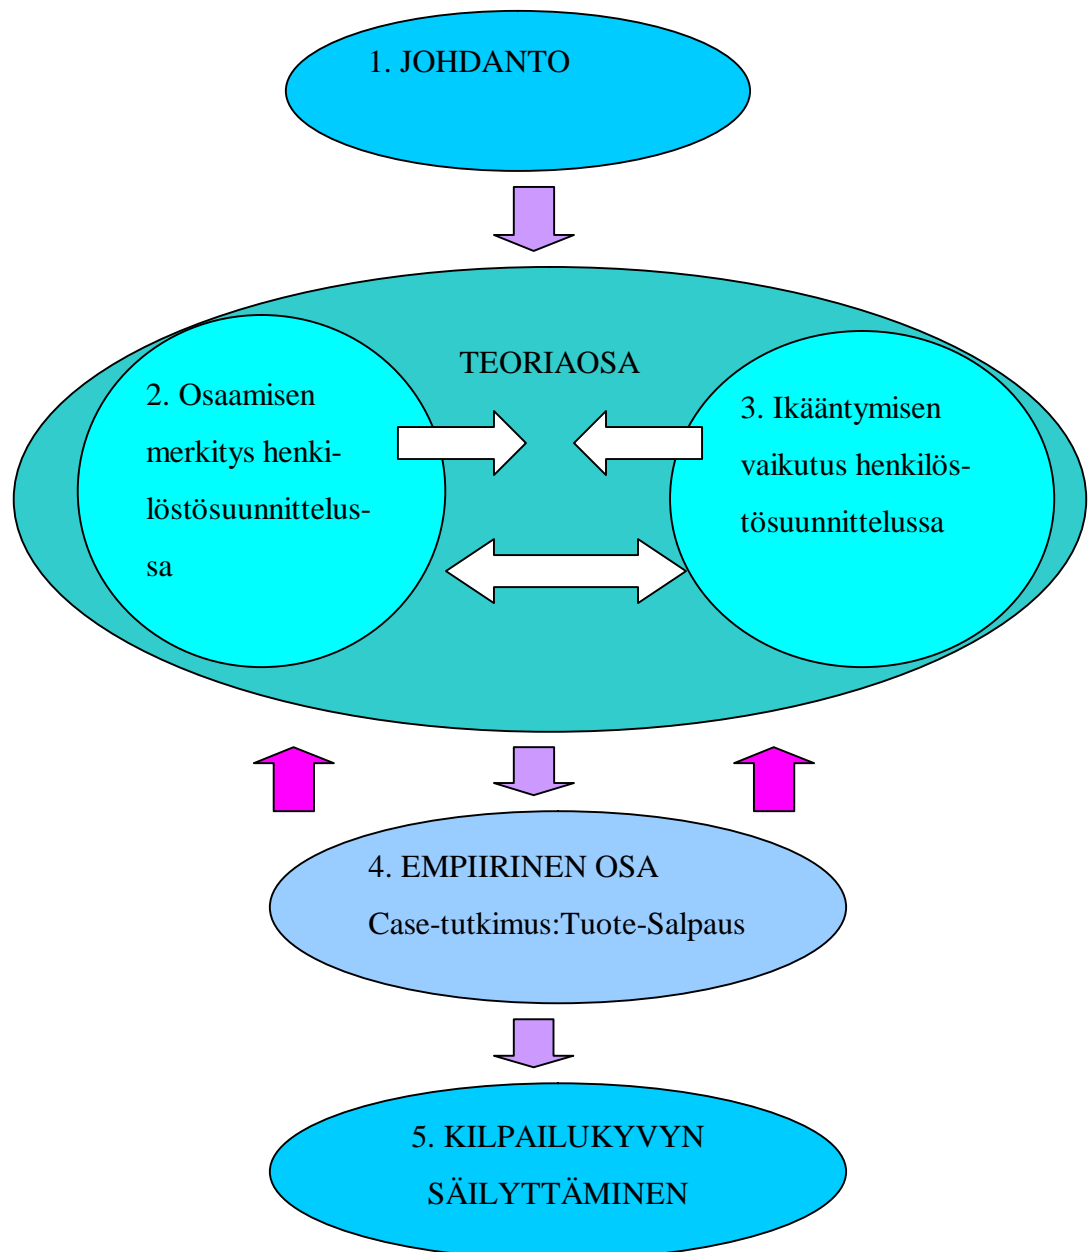 1. JOHDANTO
TEORIAOSA
2. Osaamisen
merkitys henki-
löstösuunnittelus-
sa
3. Ikääntymisen
vaikutus henkilös-
tösuunnittelussa
4. EMPIIRINEN OSA
Case-tutkimus:Tuote-Salpaus
5. KILPAILUKYVYN
SÄILYTTÄMINEN